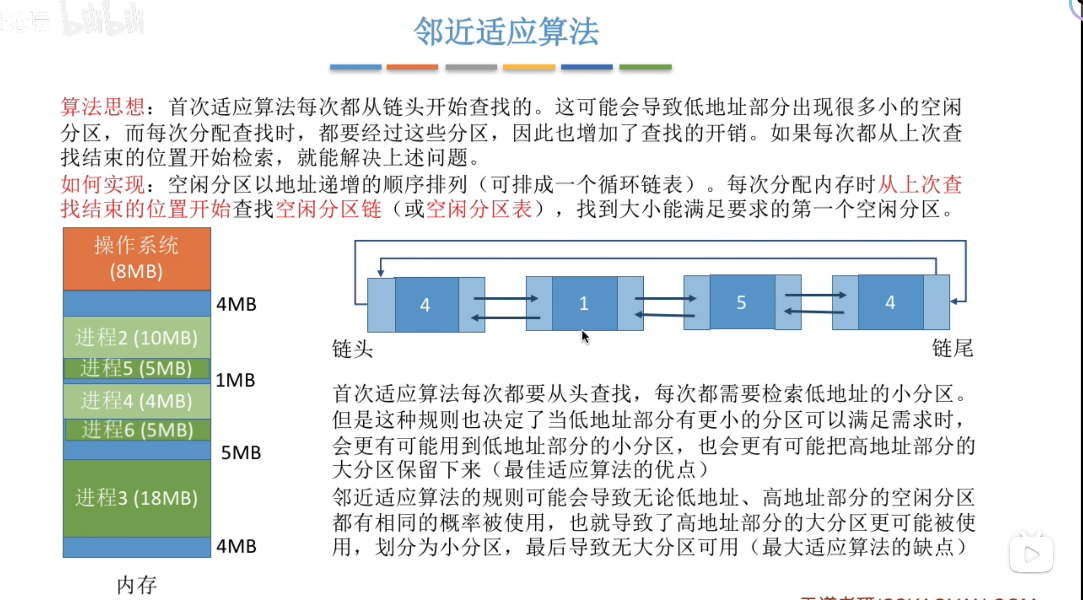 邻近适应算法
算法思想：首次适应算法每次都从链头开始查找的。这可能会导致低地址部分出现很多小的空闲
分区，而每次分配查找时，都要经过这些分区，因此也增加了查找的开销。如果每次都从上次查
找结束的位置开始检索，就能解决上述问题。
如何实现：空闲分区以地址递增的顺序排列（可排成一个循环链表）。每次分配内存时从上次查
找结束的位置开始查找空闲分区链（或空闲分区表），找到大小能满足要求的第一个空闲分区。
操作系统
(8MB)
4MB
进程2 (10MB)
进程5 (5MB)
1MB
进程4 (4MB)
进程6 (5MB)
5MB
进程3 (18MB)
4MB
内存
4 1 5 4
链头 链尾
首次适应算法每次都要从头查找，每次都需要检索低地址的小分区。
但是这种规则也决定了当低地址部分有更小的分区可以满足需求时，
会更有可能用到低地址部分的小分区，也会更有可能把高地址部分的
大分区保留下来（最佳适应算法的优点）
邻近适应算法的规则可能会导致无论低地址、高地址部分的空闲分区
都有相同的概率被使用，也就导致了高地址部分的大分区更可能被使
用，划分为小分区，最后导致无大分区可用（最大适应算法的缺点）